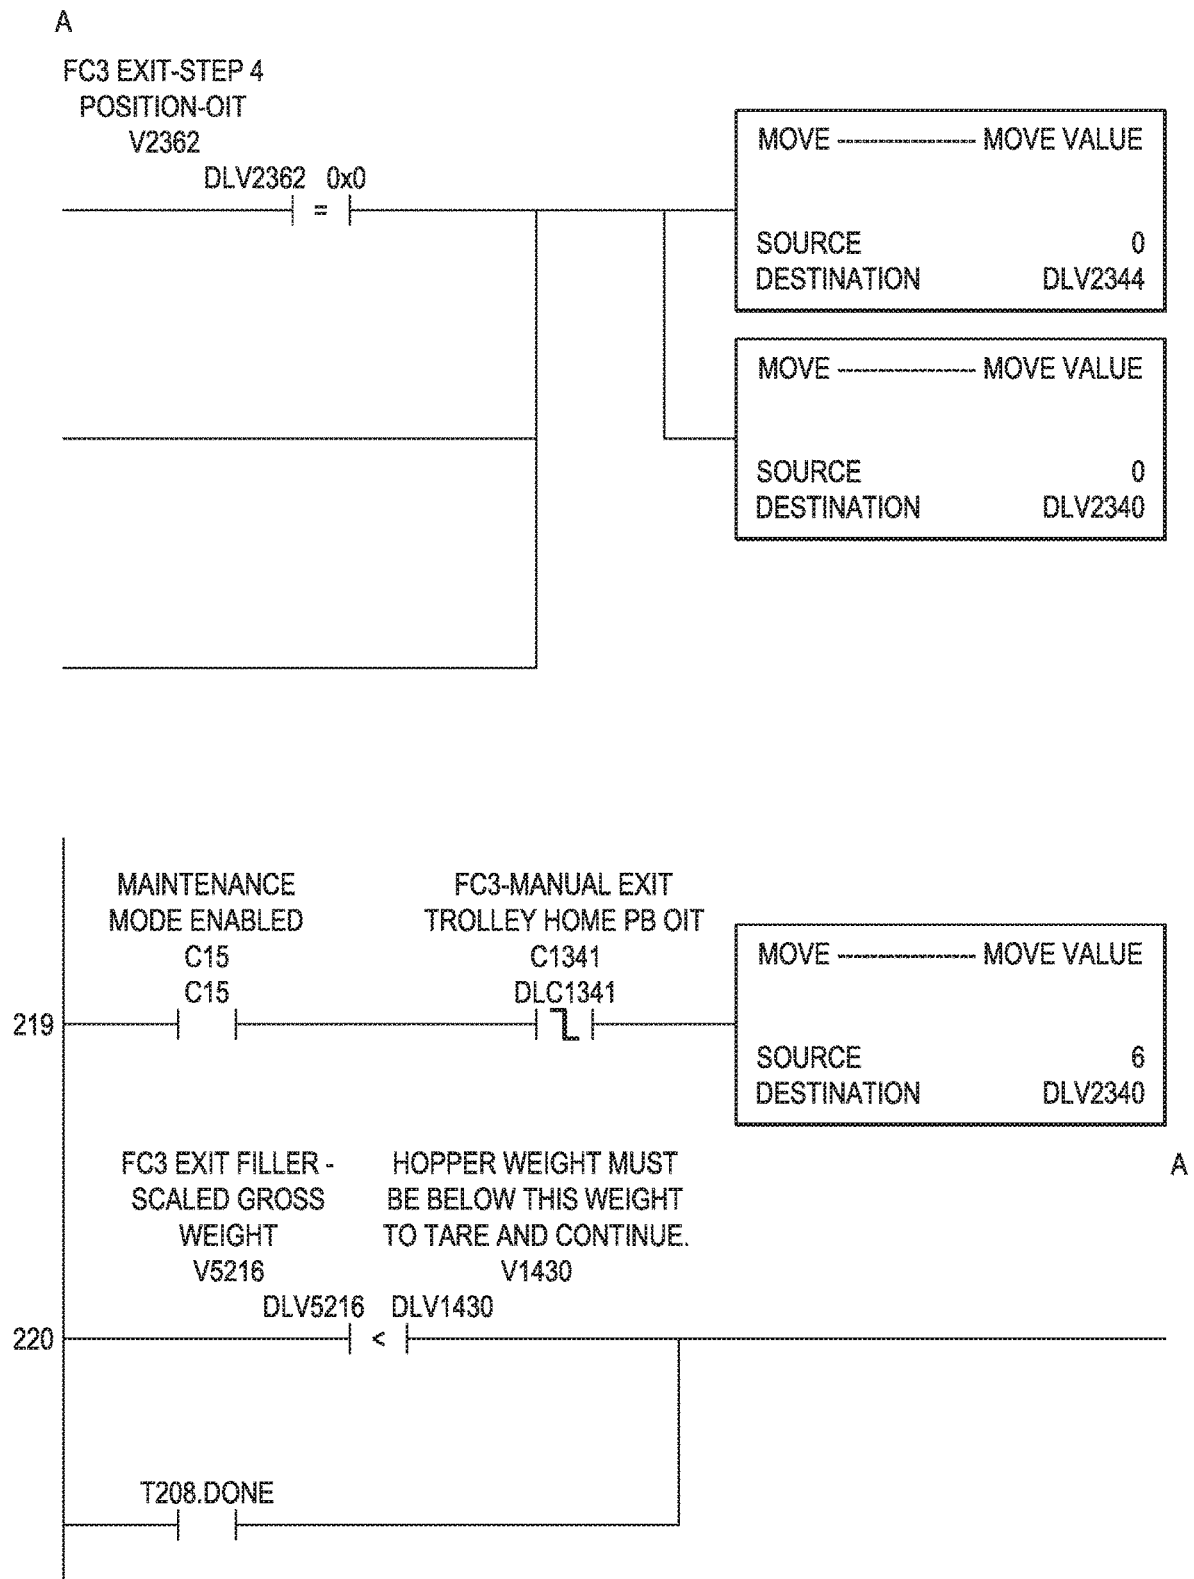 A
FC3 EXIT-STEP 4
POSITION-OIT
V2362
DLV2362 0x0
=
MOVE ---------------- MOVE VALUE
SOURCE 0
DESTINATION DLV2344
MOVE ---------------- MOVE VALUE
SOURCE 0
DESTINATION DLV2340
MAINTENANCE
MODE ENABLED
C15
C15
FC3-MANUAL EXIT
TROLLEY HOME PB OIT
C1341
DLC1341
219
MOVE ---------------- MOVE VALUE
SOURCE 6
DESTINATION DLV2340
FC3 EXIT FILLER -
SCALED GROSS
WEIGHT
V5216
HOPPER WEIGHT MUST
BE BELOW THIS WEIGHT
TO TARE AND CONTINUE.
V1430
A
DLV5216 DLV1430
220
<
T208.DONE